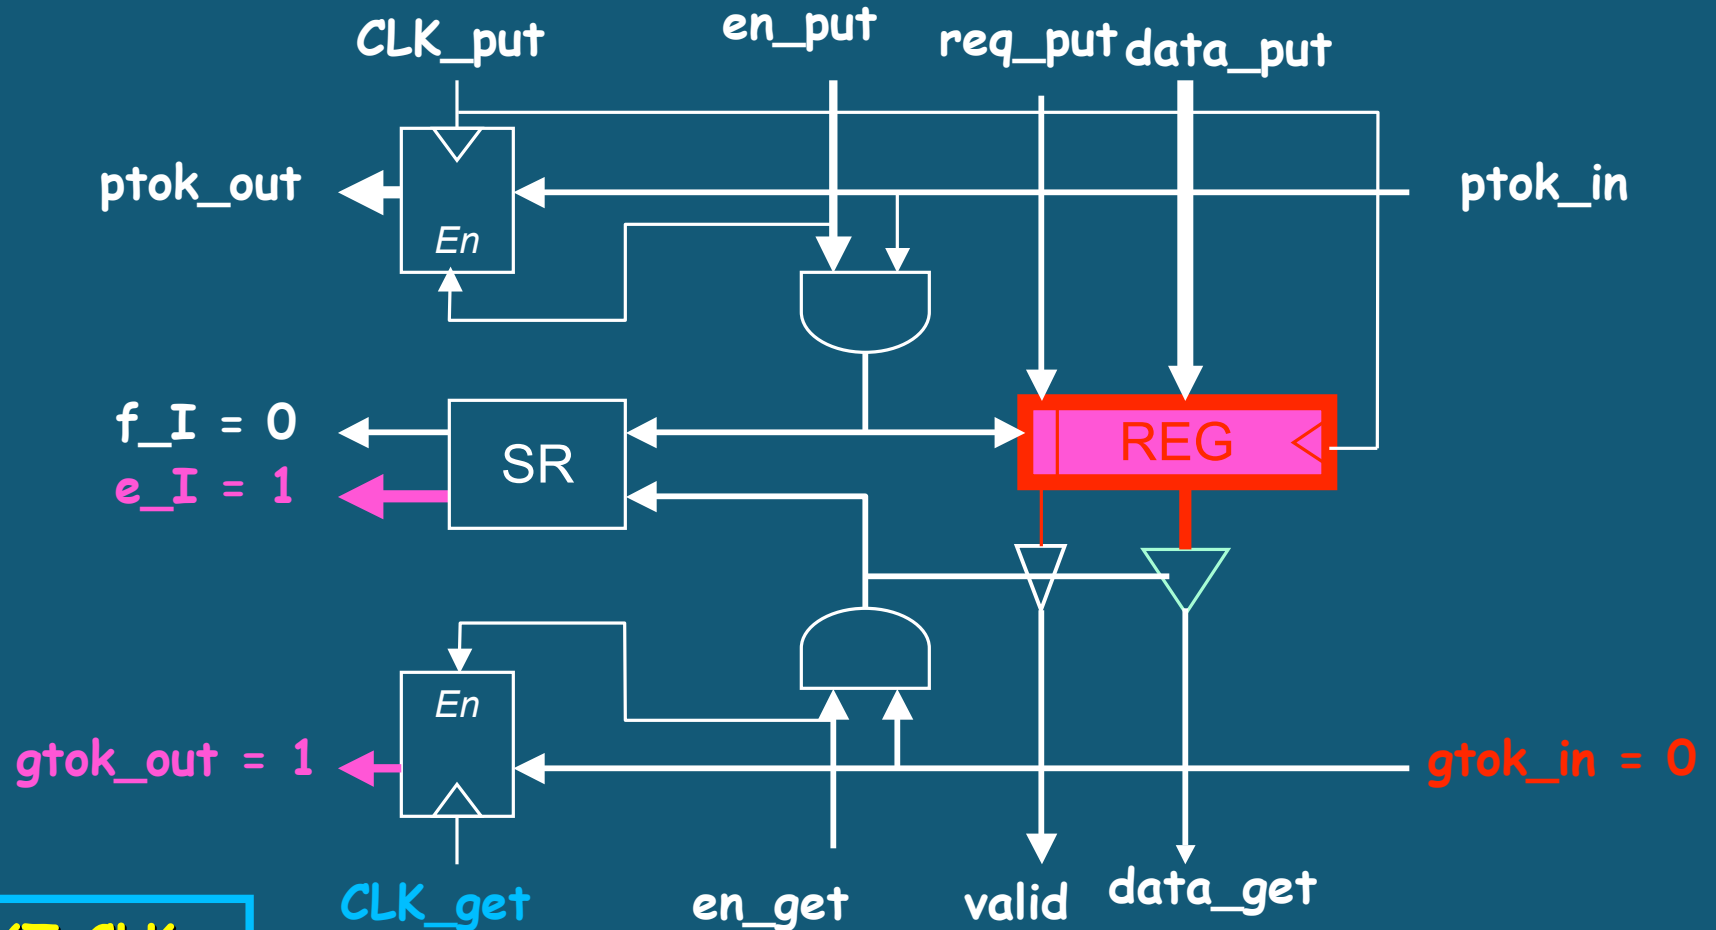 CLK_put
en_put
req_put
data_put
ptok_out
ptok_in
En
f_I = 0
e_I = 1
SR
REG
En
gtok_out = 1
gtok_in = 0
CLK_get
en_get
valid
data_get
CLK